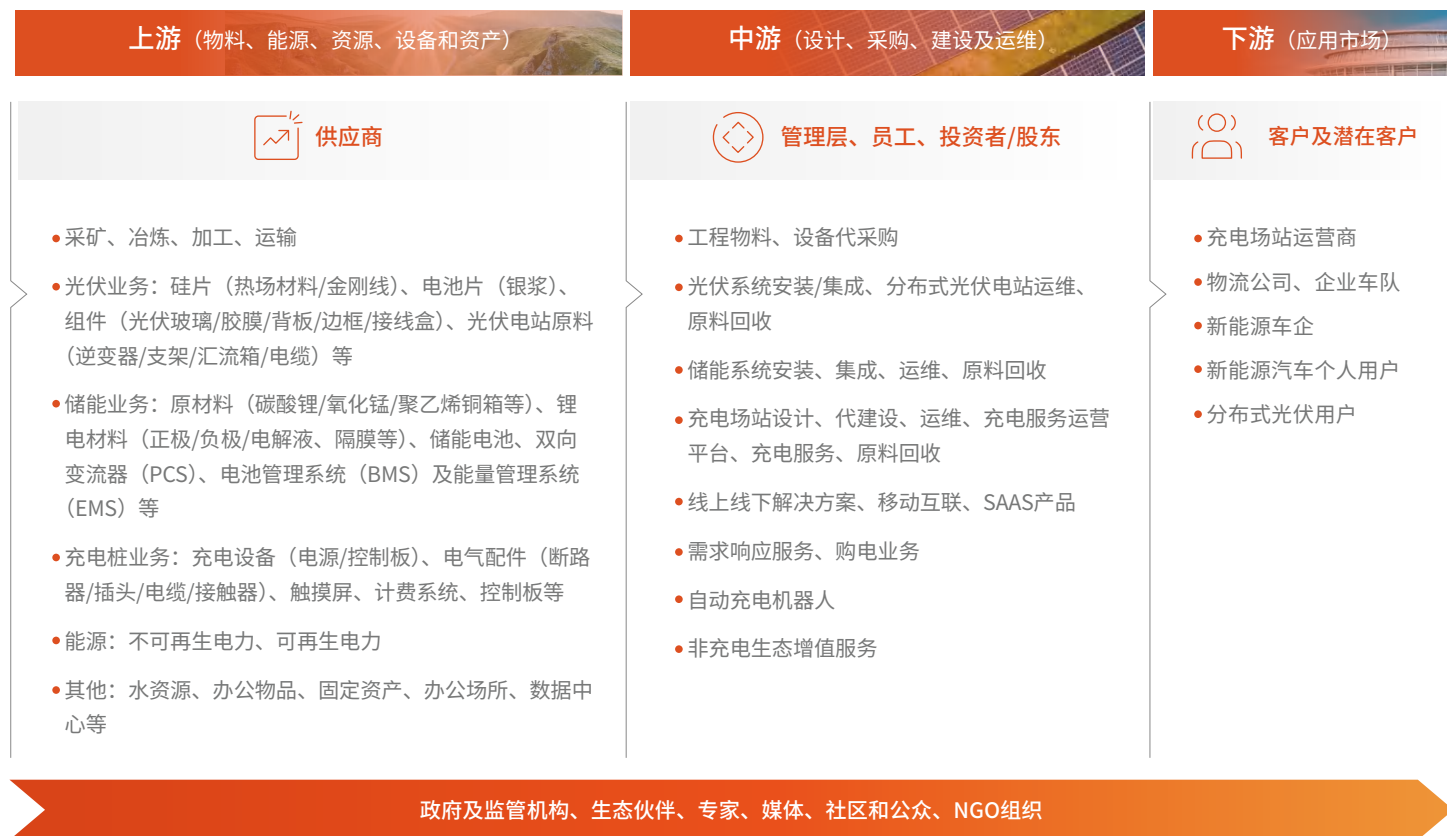 上游（物料、能源、资源、设备和资产）
供应商
•采矿、冶炼、加工、运输
•光伏业务：硅片（热场材料/金刚线）、电池片（银浆）、
组件（光伏玻璃/胶膜/背板/边框/接线盒）、光伏电站原料
（逆变器/支架/汇流箱/电缆）等
•储能业务：原材料（碳酸锂/氧化锰/聚乙烯铜箱等）、锂
电材料（正极/负极/电解液、隔膜等）、储能电池、双向
变流器（PCS）、电池管理系统（BMS）及能量管理系统
（EMS）等
•充电桩业务：充电设备（电源/控制板）、电气配件（断路
器/插头/电缆/接触器）、触摸屏、计费系统、控制板等
•能源：不可再生电力、可再生电力
•其他：水资源、办公物品、固定资产、办公场所、数据中
心等
中游（设计、采购、建设及运维）
管理层、员工、投资者/股东
•工程物料、设备代采购
•光伏系统安装/集成、分布式光伏电站运维、
原料回收
•储能系统安装、集成、运维、原料回收
•充电场站设计、代建设、运维、充电服务运营
平台、充电服务、原料回收
•线上线下解决方案、移动互联、SAAS产品
•需求响应服务、购电业务
•自动充电机器人
•非充电生态增值服务
下游（应用市场）
客户及潜在客户
•充电场站运营商
•物流公司、企业车队
•新能源车企
•新能源汽车个人用户
•分布式光伏用户
政府及监管机构、生态伙伴、专家、媒体、社区和公众、NGO组织